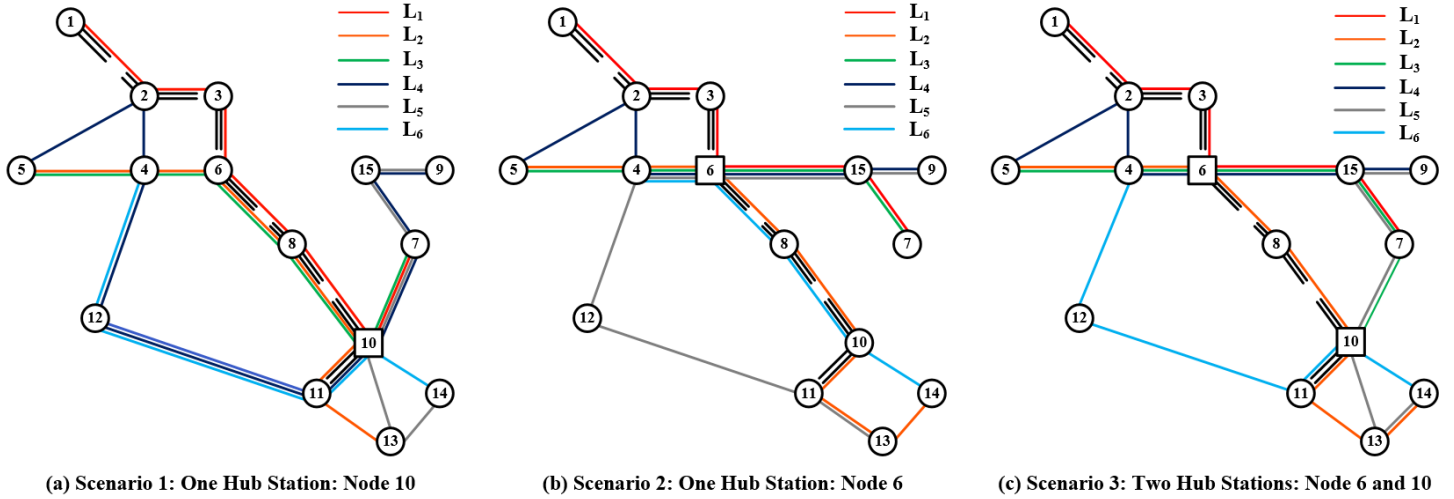 1
2
3
5
4
6
15
9
8
7
12
10
11
14
13
L₁
L₂
L₃
L₄
L₅
L₆
(a) Scenario 1: One Hub Station: Node 10
1
2
3
5
4
6
15
9
8
7
12
10
11
14
13
L₁
L₂
L₃
L₄
L₅
L₆
(b) Scenario 2: One Hub Station: Node 6
1
2
3
5
4
6
15
9
8
7
12
10
11
14
13
L₁
L₂
L₃
L₄
L₅
L₆
(c) Scenario 3: Two Hub Stations: Node 6 and 10